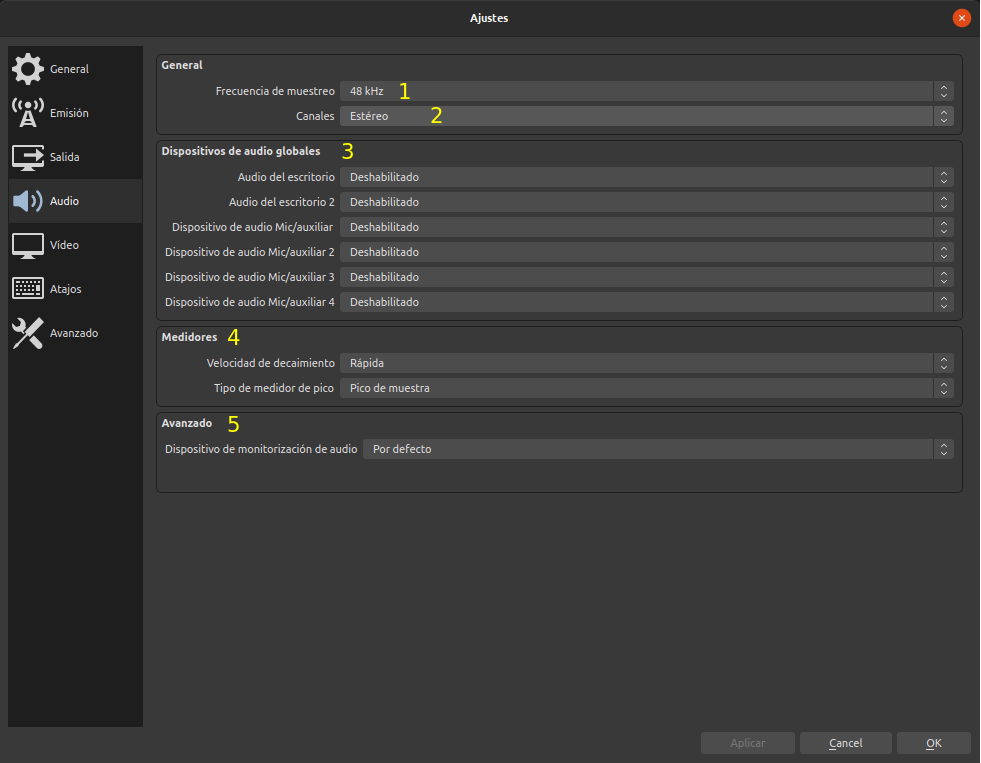 Ajustes
General
Emisión
Salida
Audio
Vídeo
Atajos
Avanzado
General
Frecuencia de muestreo 48 kHz 1
Canales Estéreo 2
Dispositivos de audio globales 3
Audio del escritorio Deshabilitado
Audio del escritorio 2 Deshabilitado
Dispositivo de audio Mic/auxiliar Deshabilitado
Dispositivo de audio Mic/auxiliar 2 Deshabilitado
Dispositivo de audio Mic/auxiliar 3 Deshabilitado
Dispositivo de audio Mic/auxiliar 4 Deshabilitado
Medidores 4
Velocidad de decaimiento Rápida
Tipo de medidor de pico Pico de muestra
Avanzado 5
Dispositivo de monitorización de audio Por defecto
Aplicar Cancel OK